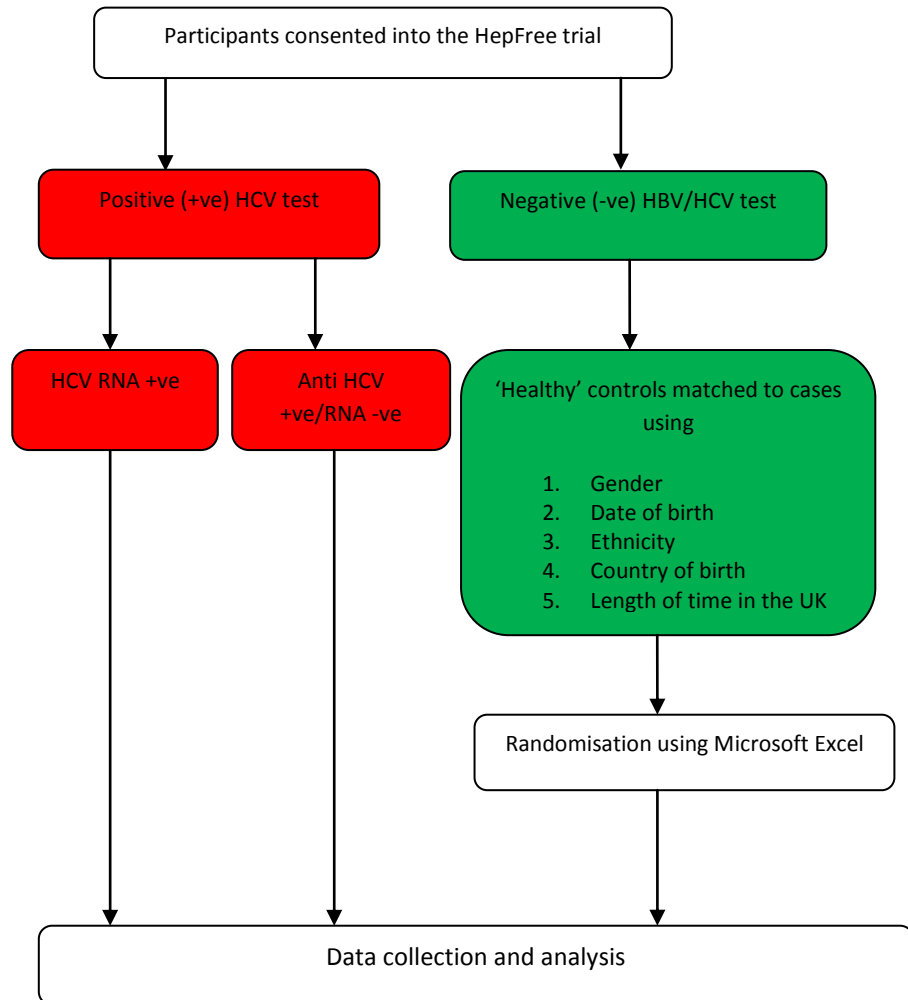 Participants consented into the HepFree trial
Positive (+ve) HCV test
Negative (-ve) HBV/HCV test
HCV RNA +ve
Anti HCV
+ve/RNA -ve
‘Healthy’ controls matched to cases
using
1. Gender
2. Date of birth
3. Ethnicity
4. Country of birth
5. Length of time in the UK
Randomisation using Microsoft Excel
Data collection and analysis